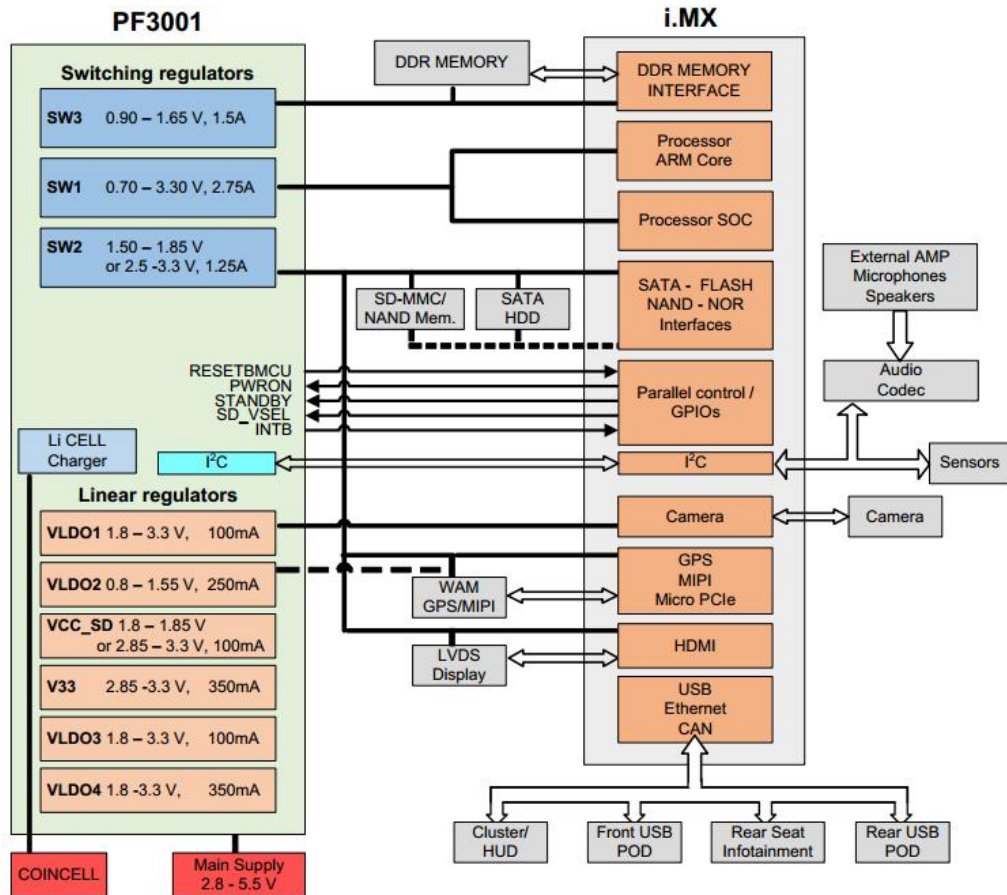 PF3001
i.MX
Switching regulators
SW3 0.90 – 1.65 V, 1.5A
SW1 0.70 – 3.30 V, 2.75A
SW2 1.50 – 1.85 V
or 2.5 -3.3 V, 1.25A
DDR MEMORY
DDR MEMORY
INTERFACE
Processor
ARM Core
Processor SOC
SD-MMC/
NAND Mem.
SATA
HDD
SATA - FLASH
NAND - NOR
Interfaces
External AMP
Microphones
Speakers
Audio
Codec
RESETBMCU
PWRON
STANDBY
SD_VSEL
INTB
Parallel control /
GPIOs
Li CELL
Charger
I²C
I²C
Sensors
Linear regulators
VLDO1 1.8 – 3.3 V, 100mA
VLDO2 0.8 – 1.55 V, 250mA
VCC_SD 1.8 – 1.85 V
or 2.85 – 3.3 V, 100mA
V33 2.85 -3.3 V, 350mA
VLDO3 1.8 – 3.3 V, 100mA
VLDO4 1.8 -3.3 V, 350mA
Camera
Camera
WAM
GPS/MIPI
GPS
MIPI
Micro PCIe
LVDS
Display
HDMI
USB
Ethernet
CAN
COINCELL
Main Supply
2.8 - 5.5 V
Cluster/
HUD
Front USB
POD
Rear Seat
Infotainment
Rear USB
POD